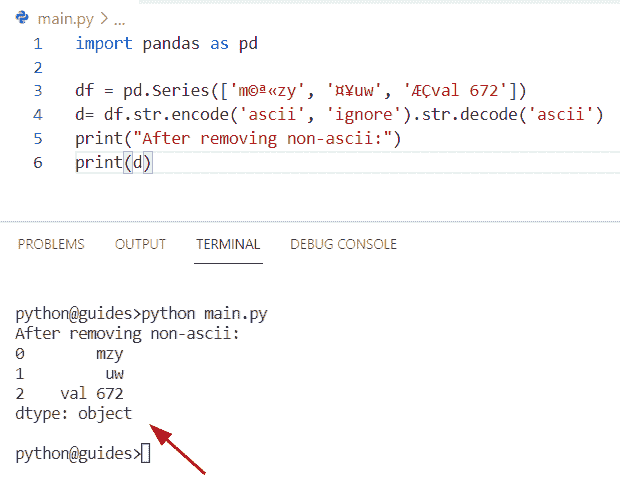 main.py > ...
1 import pandas as pd
2
3 df = pd.Series(['m©ª«zy', '¤¥uw', 'ÆÇval 672'])
4 d= df.str.encode('ascii', 'ignore').str.decode('ascii')
5 print("After removing non-ascii:")
6 print(d)
PROBLEMS OUTPUT TERMINAL DEBUG CONSOLE
python@guides>python main.py
After removing non-ascii:
0 mzy
1 uw
2 val 672
dtype: object
python@guides>